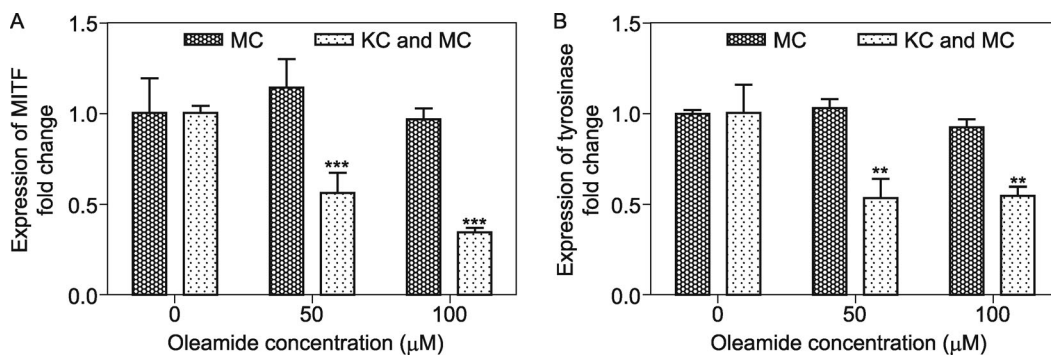 A
Expression of MITF
fold change
1.5
1.0
0.5
0.0
MC
KC and MC
***
***
0
50
100
Oleamide concentration (μM)
B
Expression of tyrosinase
fold change
1.5
1.0
0.5
0.0
MC
KC and MC
**
**
0
50
100
Oleamide concentration (μM)